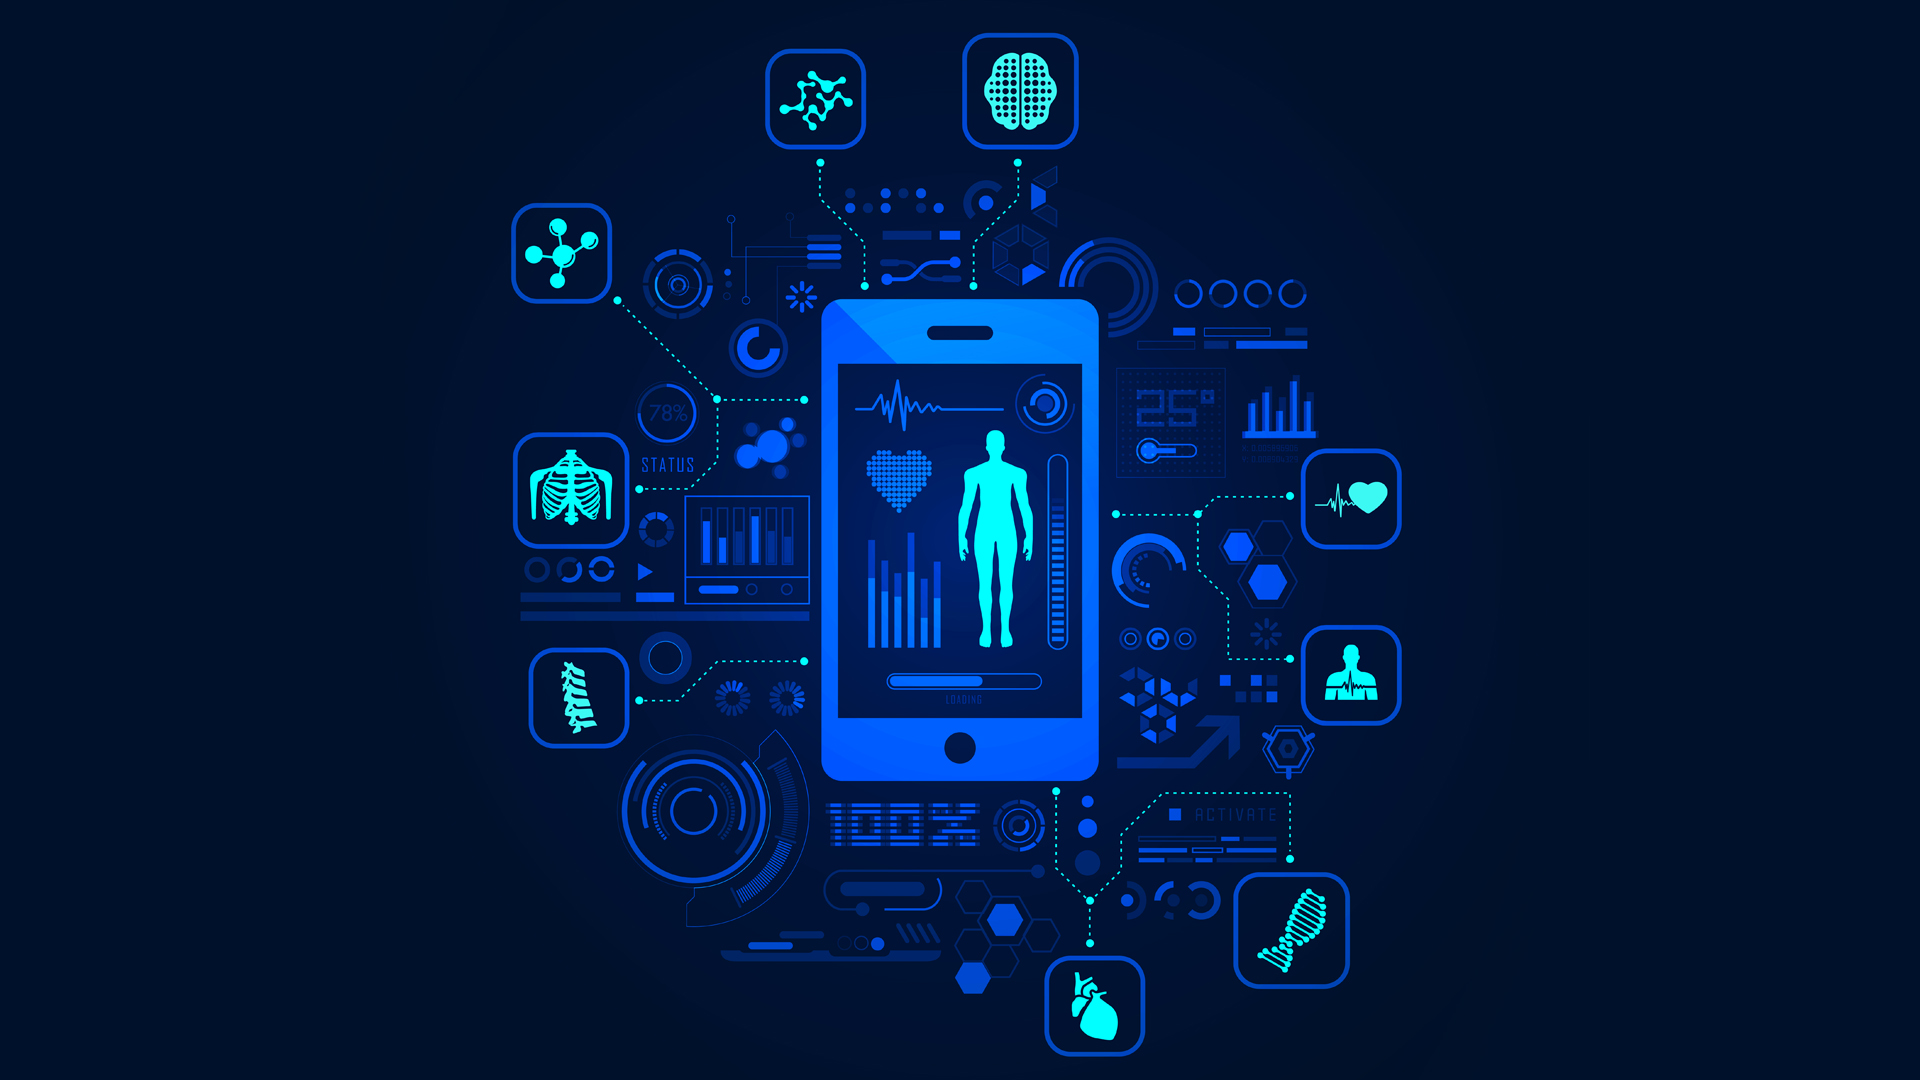 78%
STATUS
25°
LOADING
100%
ACTIVATE